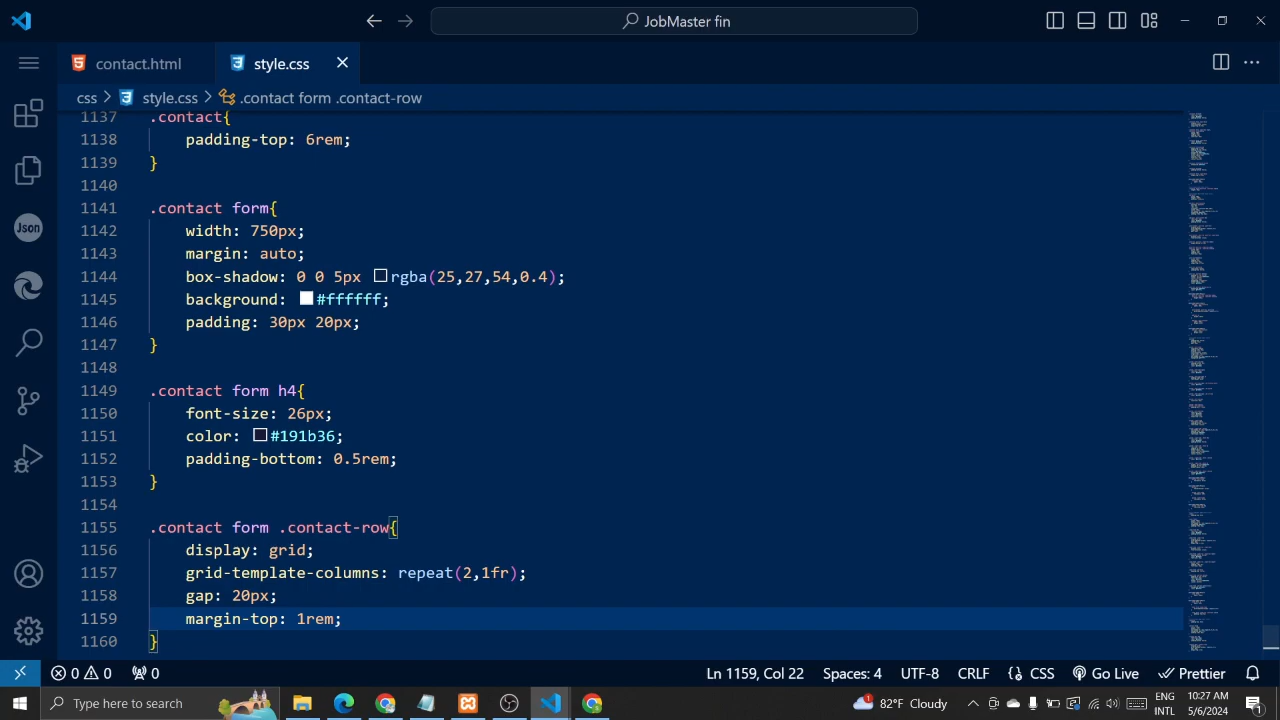 JobMaster fin
contact.html
style.css
css > style.css > .contact form .contact-row
1137 .contact{
1138 padding-top: 6rem;
1139 }
1140
1141 .contact form{
1142 width: 750px;
1143 margin: auto;
1144 box-shadow: 0 0 5px rgba(25,27,54,0.4);
1145 background: #ffffff;
1146 padding: 30px 25px;
1147 }
1148
1149 .contact form h4{
1150 font-size: 26px;
1151 color: #191b36;
1152 padding-bottom: .5rem;
1153 }
1154
1155 .contact form .contact-row{
1156 display: grid;
1157 grid-template-columns: repeat(2,1fr);
1158 gap: 20px;
1159 margin-top: 1rem;
1160 }
Json
0 0 0
Ln 1159, Col 22
Spaces: 4
UTF-8
CRLF
{} CSS
Go Live
Prettier
Type here to search
1
82°F Cloudy
ENG
INTL
10:27 AM
5/6/2024